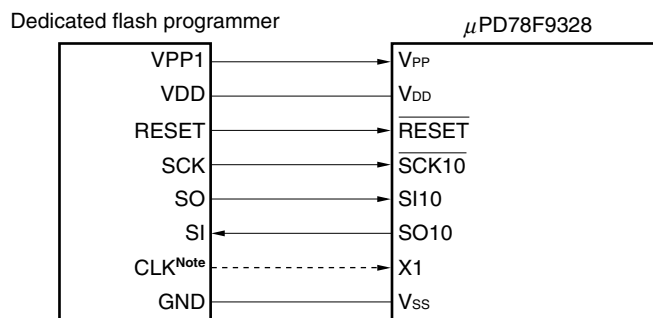 Dedicated flash programmer
μPD78F9328
VPP1 VPP
VDD VDD
RESET RESET
SCK SCK10
SO SI10
SI SO10
CLKNote X1
GND VSS